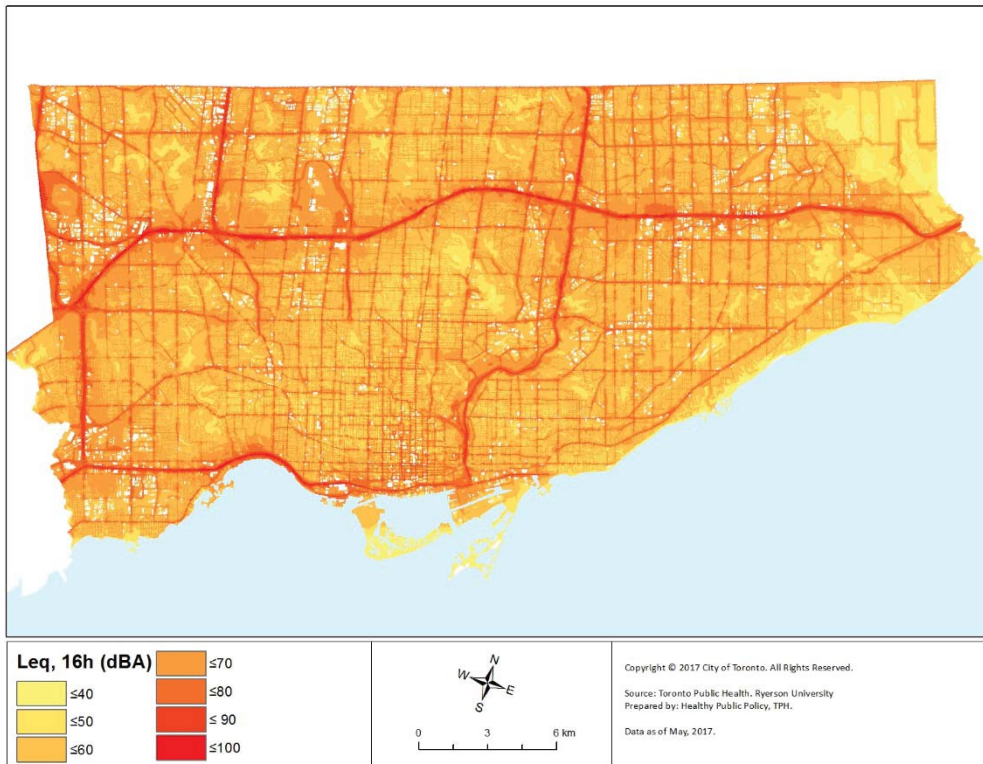 Leq, 16h (dBA)
≤40
≤50
≤60
≤70
≤80
≤ 90
≤100
N
W
E
S
0 3 6 km
Copyright © 2017 City of Toronto. All Rights Reserved.
Source: Toronto Public Health. Ryerson University
Prepared by: Healthy Public Policy, TPH.
Data as of May, 2017.